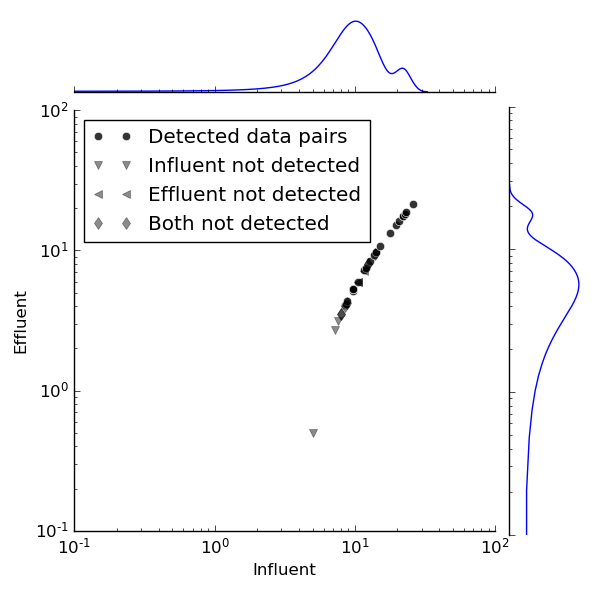 10^2
Detected data pairs
Influent not detected
Effluent not detected
Both not detected
10^1
Effluent
10^0
10^-1
10^-1 10^0 10^1 10^2
Influent